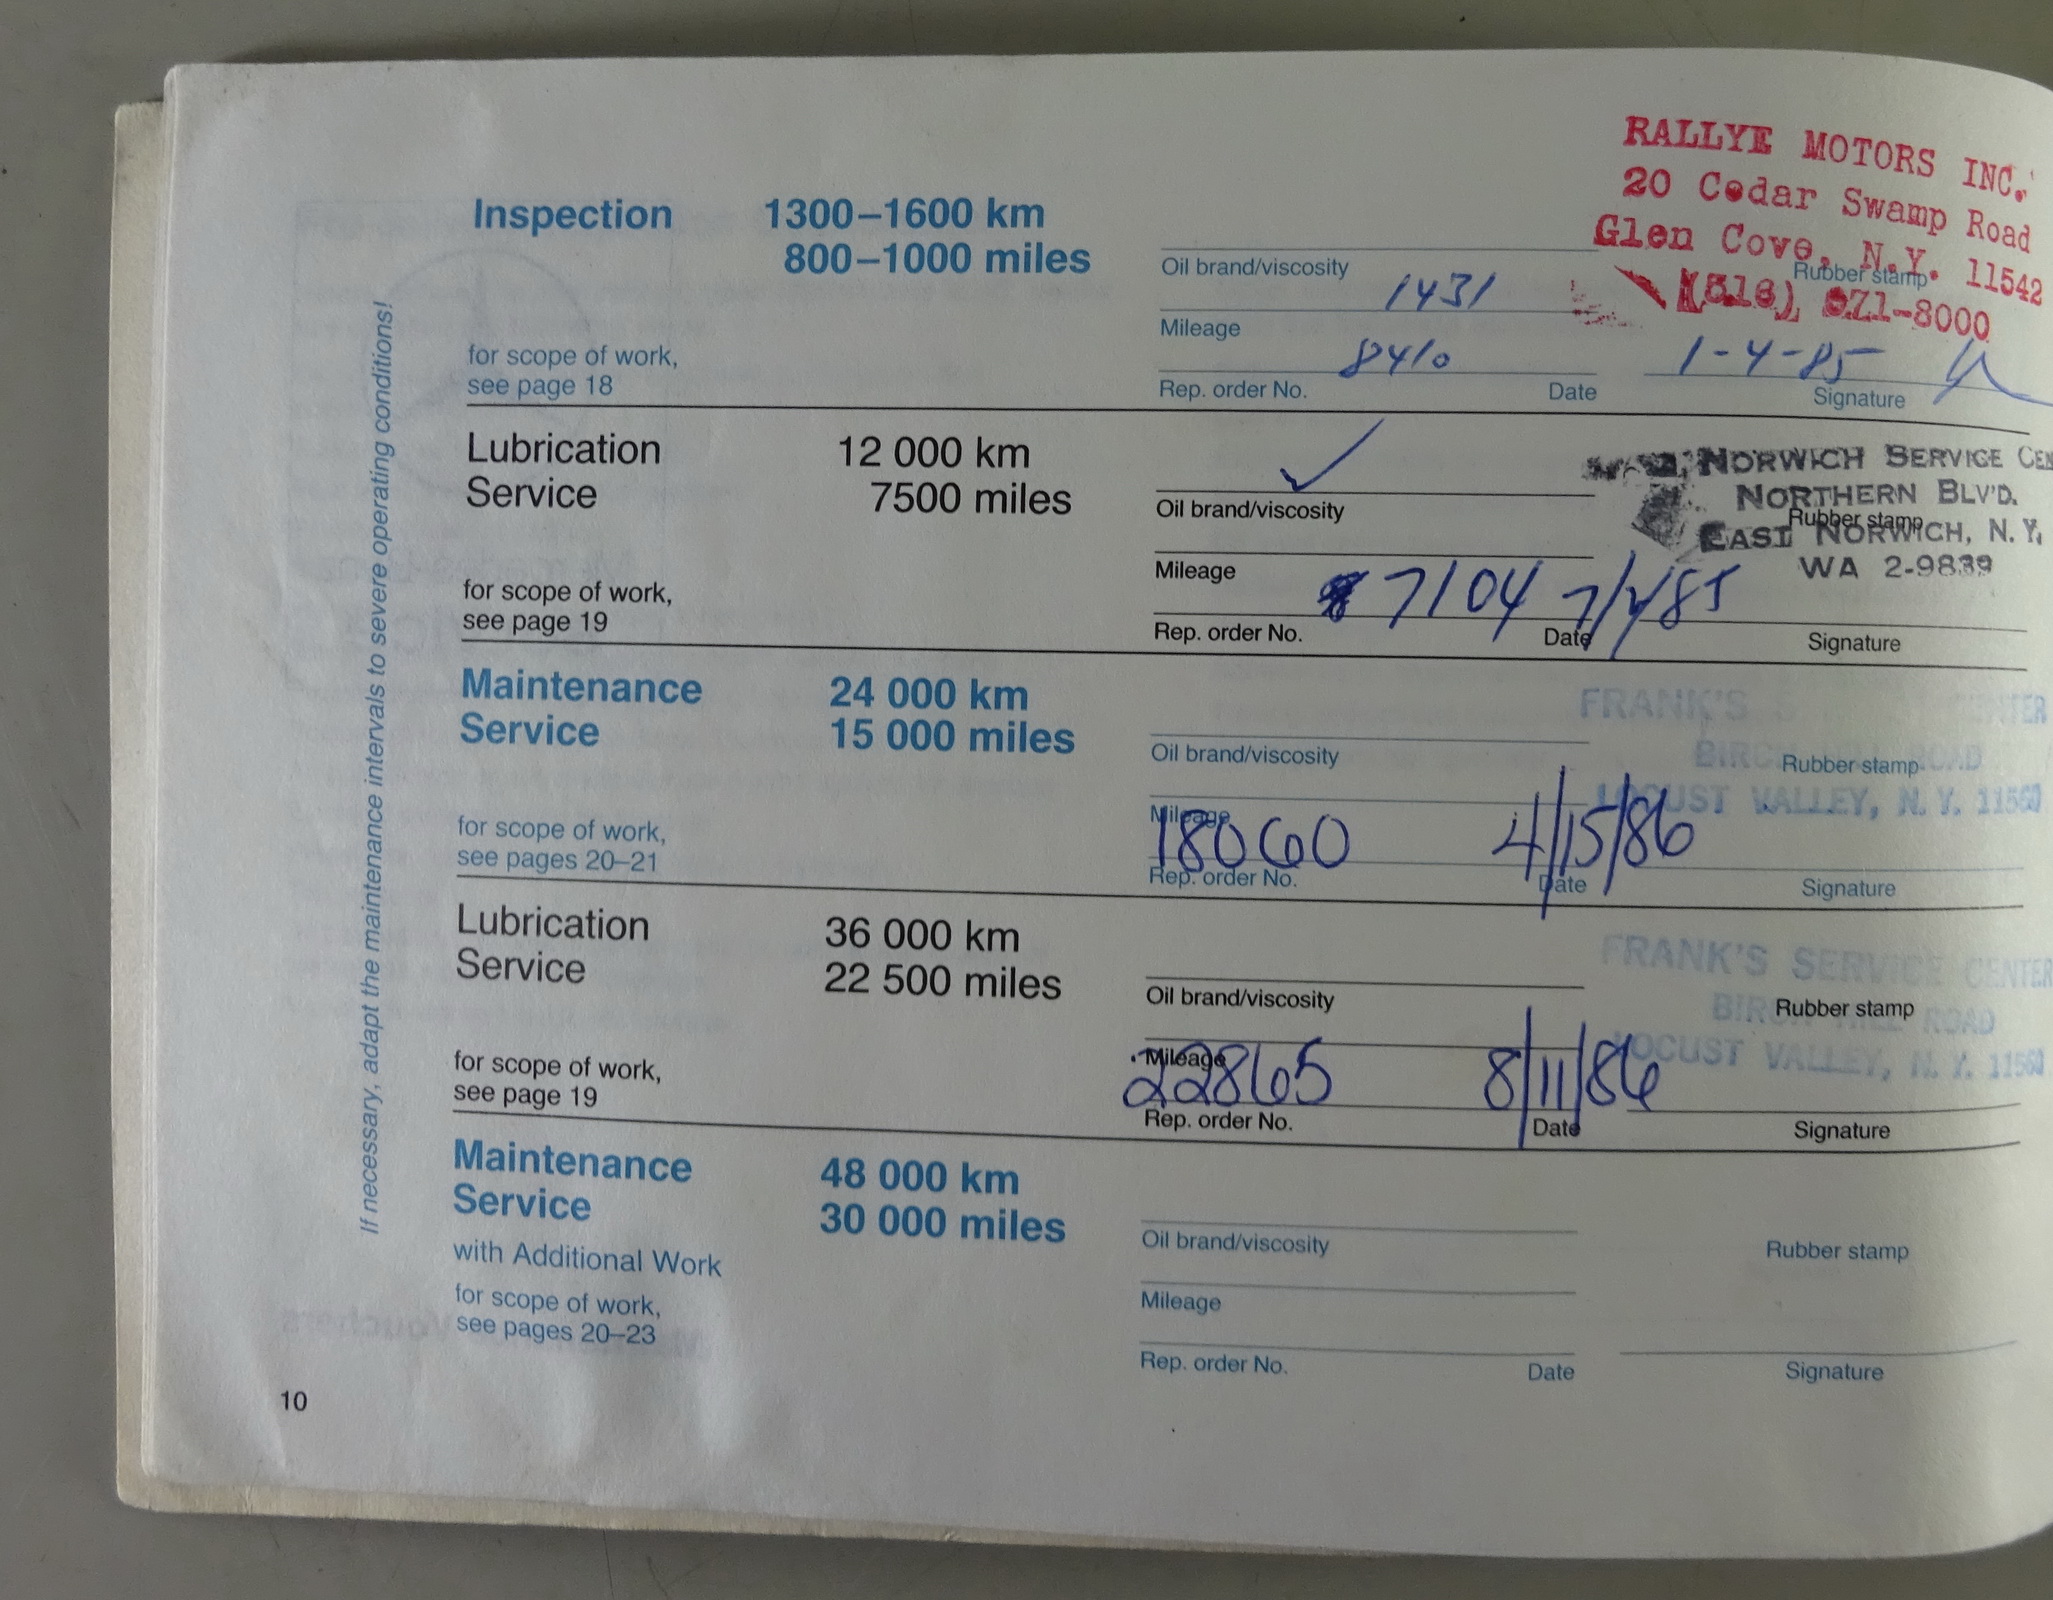 RALLYE MOTORS INC.
20 Cedar Swamp Road
Glen Cove, N.Y. 11542
(516) 671-8000
Inspection 1300–1600 km
800–1000 miles
Oil brand/viscosity
Rubber stamp
1431
Mileage
8410 1-4-85
for scope of work,
see page 18
Rep. order No. Date Signature
Lubrication 12 000 km
Service 7500 miles
Oil brand/viscosity
NORWICH SERVICE CEN
NORTHERN BLV'D.
Rubber stamp
EAST NORWICH, N. Y.
WA 2-9839
Mileage
7104
for scope of work,
see page 19
Rep. order No. Date Signature
Maintenance 24 000 km
Service 15 000 miles
FRANK'S
Oil brand/viscosity
Rubber stamp
ROAD
LOCUST VALLEY, N. Y. 11560
Mileage
18060 4/15/86
for scope of work,
see pages 20–21
Rep. order No. Date Signature
Lubrication 36 000 km
Service 22 500 miles
FRANK'S SERVICE CENTER
Oil brand/viscosity
Rubber stamp
BIRCH HILL ROAD
LOCUST VALLEY, N. Y. 11560
Mileage
22865 8/11/86
for scope of work,
see page 19
Rep. order No. Date Signature
Maintenance 48 000 km
Service 30 000 miles
with Additional Work
Oil brand/viscosity
Rubber stamp
for scope of work,
see pages 20–23
Mileage
Rep. order No. Date Signature
If necessary, adapt the maintenance intervals to severe operating conditions!
10